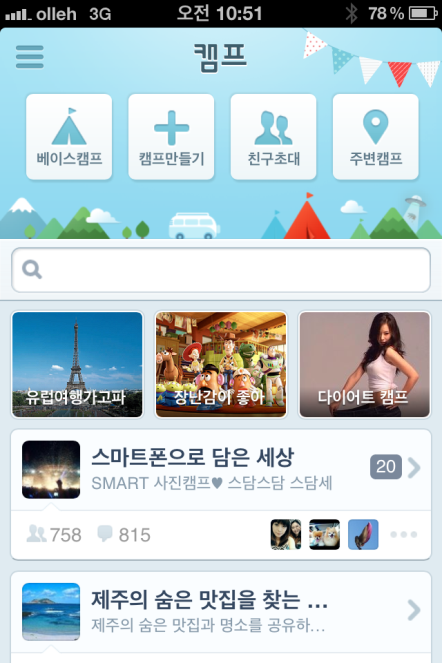 olleh 3G 오전 10:51 78%
캠프
베이스캠프 캠프만들기 친구초대 주변캠프
유럽여행가고파 장난감이 좋아 다이어트 캠프
스마트폰으로 담은 세상 20
SMART 사진캠프♥ 스담스담 스담세
758 815
제주의 숨은 맛집을 찾는 ...
제주의 숨은 맛집과 명소를 공유하...